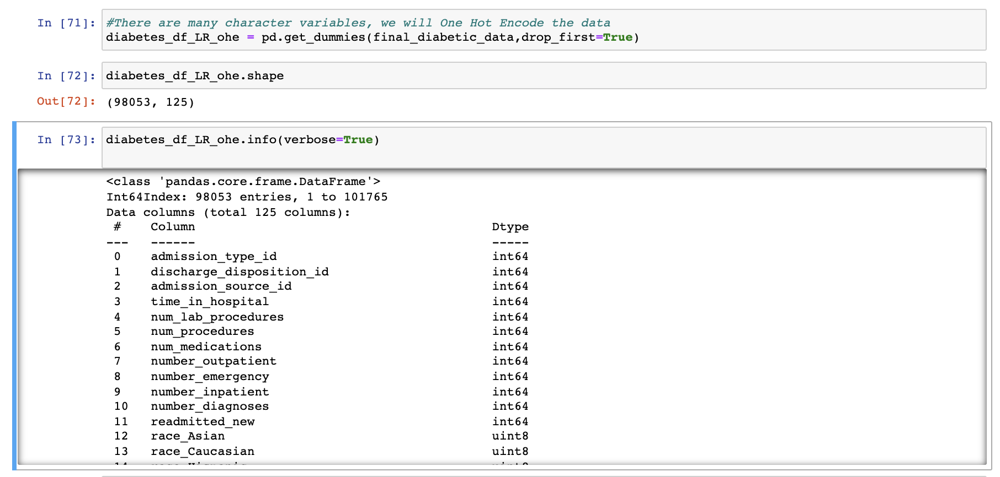 In [71]: #There are many character variables, we will One Hot Encode the data
diabetes_df_LR_ohe = pd.get_dummies(final_diabetic_data,drop_first=True)
In [72]: diabetes_df_LR_ohe.shape
Out[72]: (98053, 125)
In [73]: diabetes_df_LR_ohe.info(verbose=True)
<class 'pandas.core.frame.DataFrame'>
Int64Index: 98053 entries, 1 to 101765
Data columns (total 125 columns):
# Column Dtype
--- ------ -----
0 admission_type_id int64
1 discharge_disposition_id int64
2 admission_source_id int64
3 time_in_hospital int64
4 num_lab_procedures int64
5 num_procedures int64
6 num_medications int64
7 number_outpatient int64
8 number_emergency int64
9 number_inpatient int64
10 number_diagnoses int64
11 readmitted_new int64
12 race_Asian uint8
13 race_Caucasian uint8